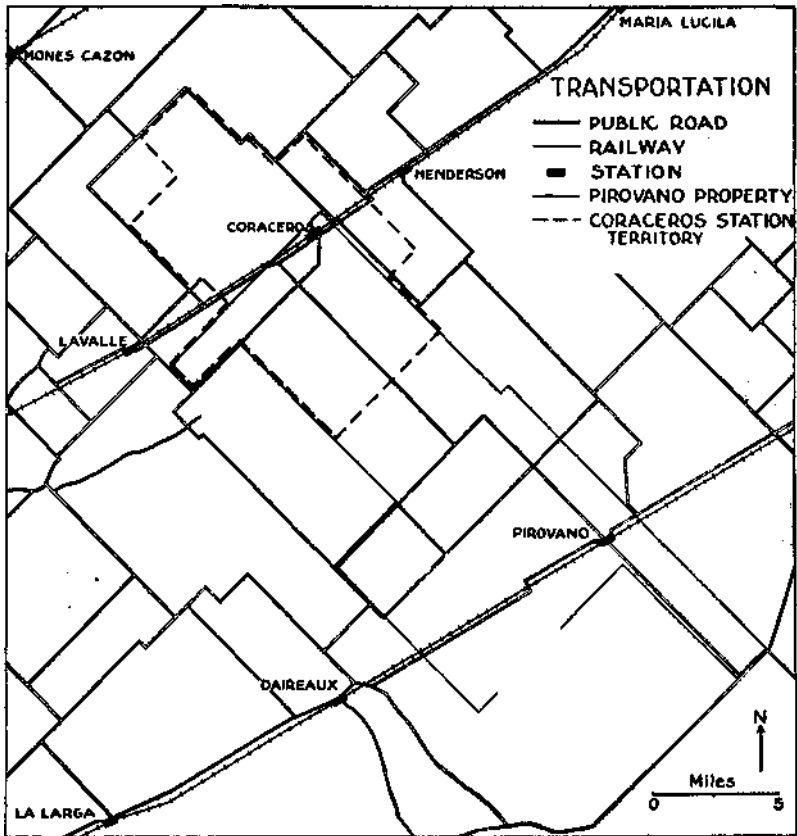 MARIA LUCILA
MONES CAZON
TRANSPORTATION
PUBLIC ROAD
RAILWAY
STATION
PIROVANO PROPERTY
CORACEROS STATION
TERRITORY
HENDERSON
CORACEROS
LAVALLE
PIROVANO
DAIREAUX
N
Miles
0 5
LA LARGA